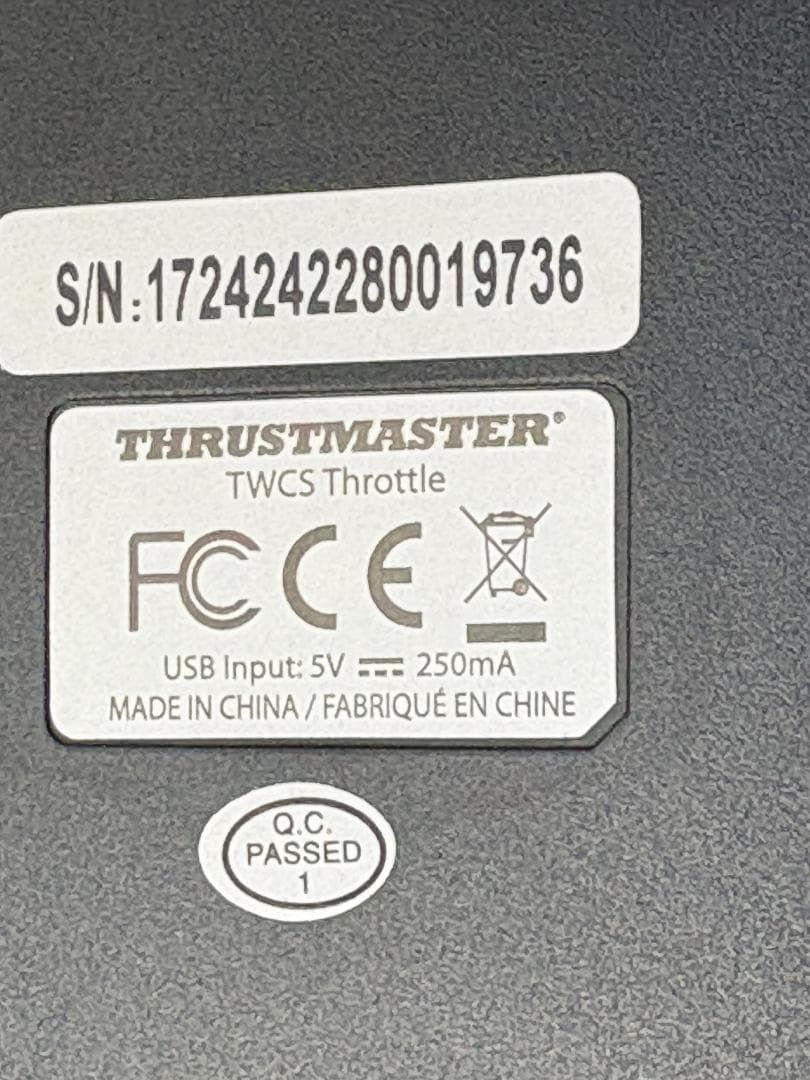 S/N:1724242280019736
THRUSTMASTER®
TWCS Throttle
FC CE
USB Input: 5V ⎓ 250mA
MADE IN CHINA / FABRIQUÉ EN CHINE
Q.C.
PASSED
1